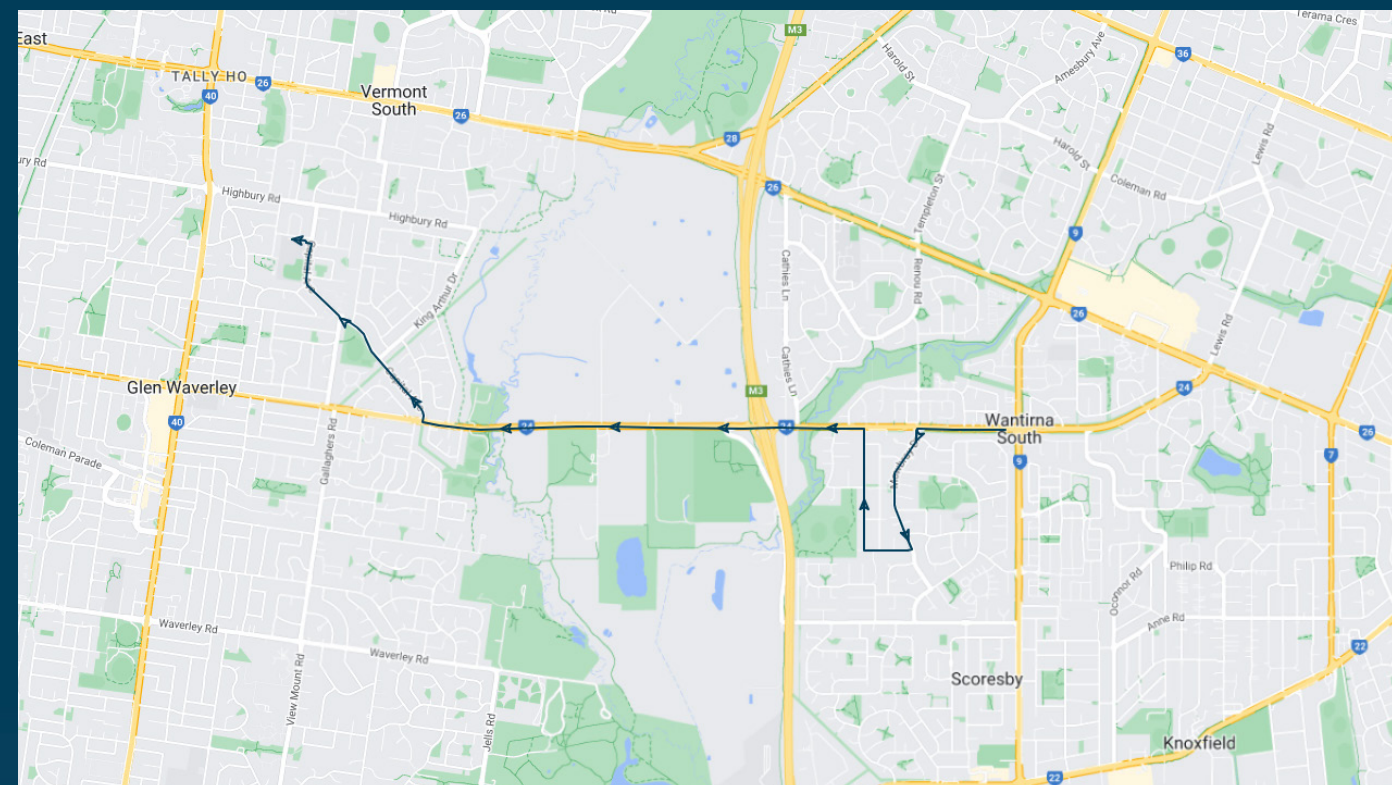 East
TALLY HO
26
40
Vermont
South
26
M3
28
26
Harold St
Amesbury Ave
36
Terama Cres
Harold St
Coleman Rd
Lewis Rd
ury Rd
Highbury Rd
Highbury Rd
Templeton St
9
Cathies Ln
Renou Rd
King Arthur Dr
26
Cathies Ln
Lewis Rd
Glen Waverley
M3
24
40
24
24
Wantirna
South
26
Coleman Parade
Gallaghers Rd
9
7
Philip Rd
Oconnor Rd
Anne Rd
Waverley Rd
Waverley Rd
22
View Mount Rd
Scoresby
Jells Rd
Knoxfield
22